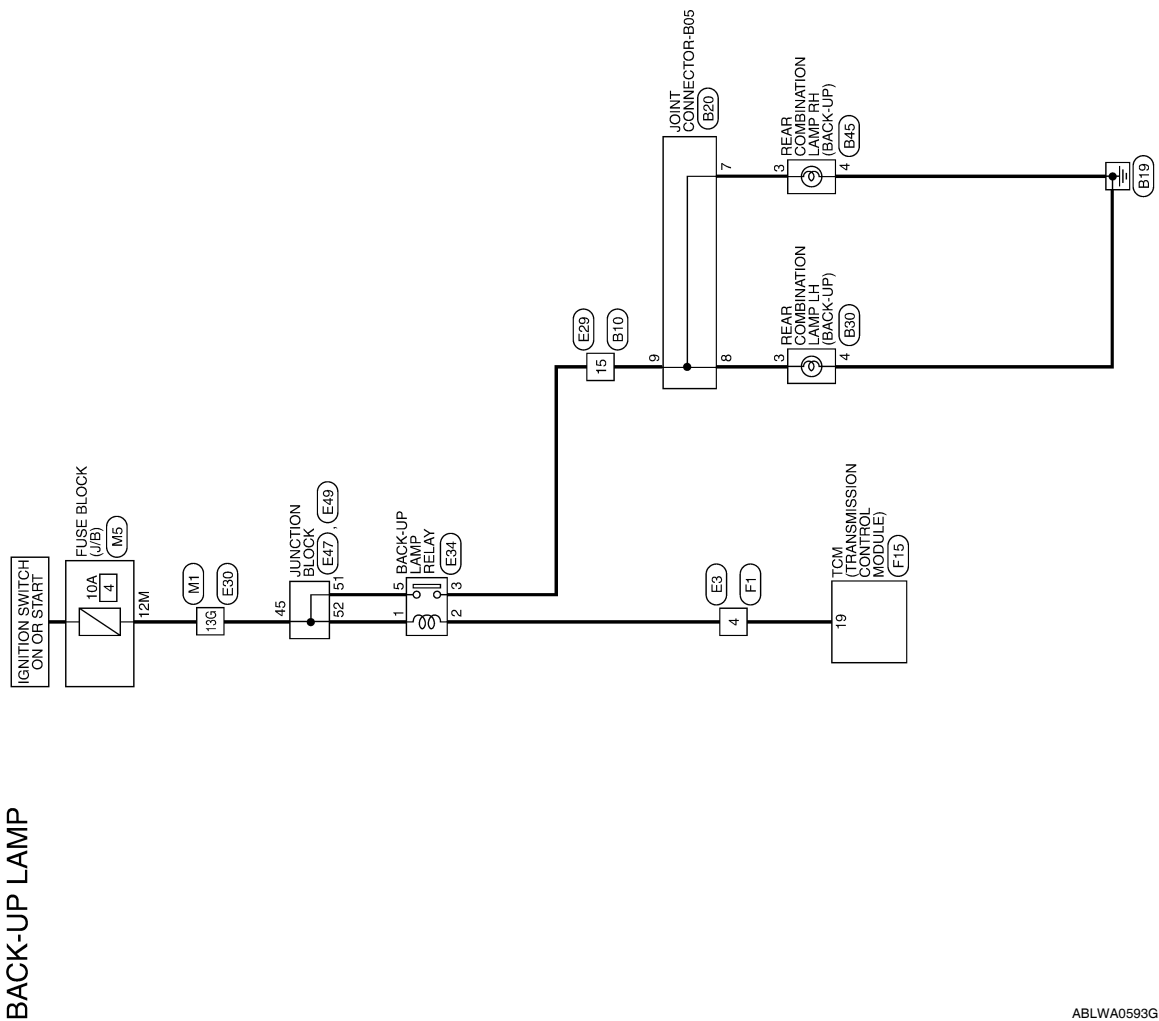 BACK-UP LAMP
IGNITION SWITCH
ON OR START
FUSE BLOCK
(J/B)
M5
10A
4
12M
M1
13G
E30
JUNCTION
BLOCK
E47 , E49
45
52
51
BACK-UP
LAMP
RELAY
E34
1
5
2
3
E29
15
B10
JOINT
CONNECTOR-B05
B20
9
8
7
REAR
COMBINATION
LAMP LH
(BACK-UP)
B30
3
4
REAR
COMBINATION
LAMP RH
(BACK-UP)
B45
3
4
B19
E3
4
F1
TCM
(TRANSMISSION
CONTROL
MODULE)
F15
19
ABLWA0593G